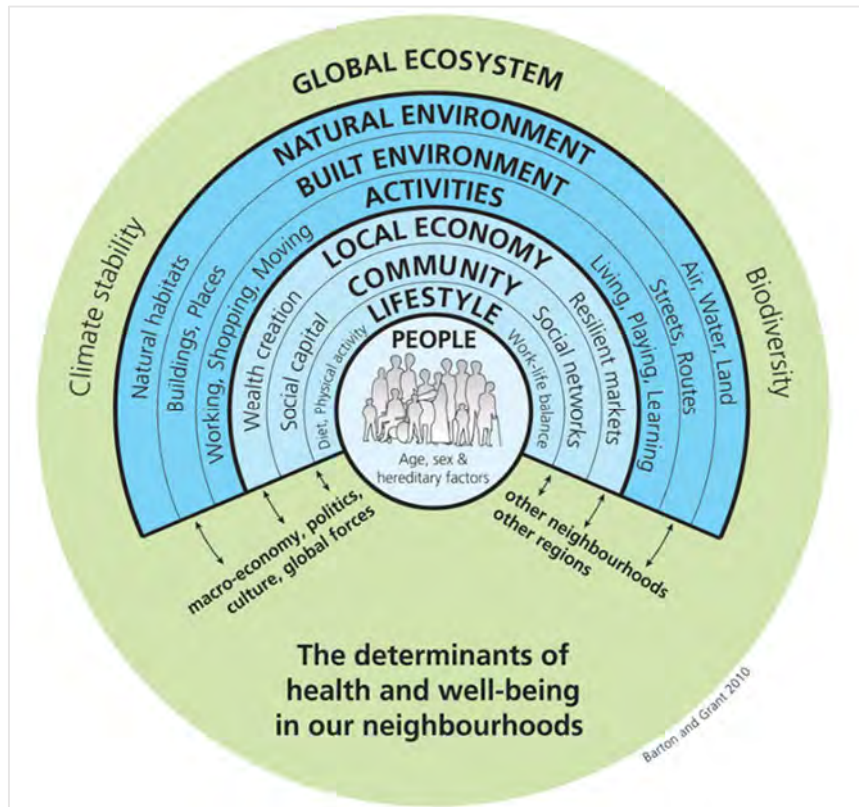 GLOBAL ECOSYSTEM
NATURAL ENVIRONMENT
BUILT ENVIRONMENT
ACTIVITIES
LOCAL ECONOMY
COMMUNITY
LIFESTYLE
PEOPLE
Age, sex &
hereditary factors
Climate stability
Natural habitats
Buildings, Places
Working, Shopping, Moving
Wealth creation
Social capital
Diet, Physical activity
Work-life balance
Social networks
Resilient markets
Living, Playing, Learning
Streets, Routes
Air, Water, Land
Biodiversity
macro-economy, politics,
culture, global forces
other neighbourhoods
other regions
The determinants of
health and well-being
in our neighbourhoods
Barton and Grant 2010